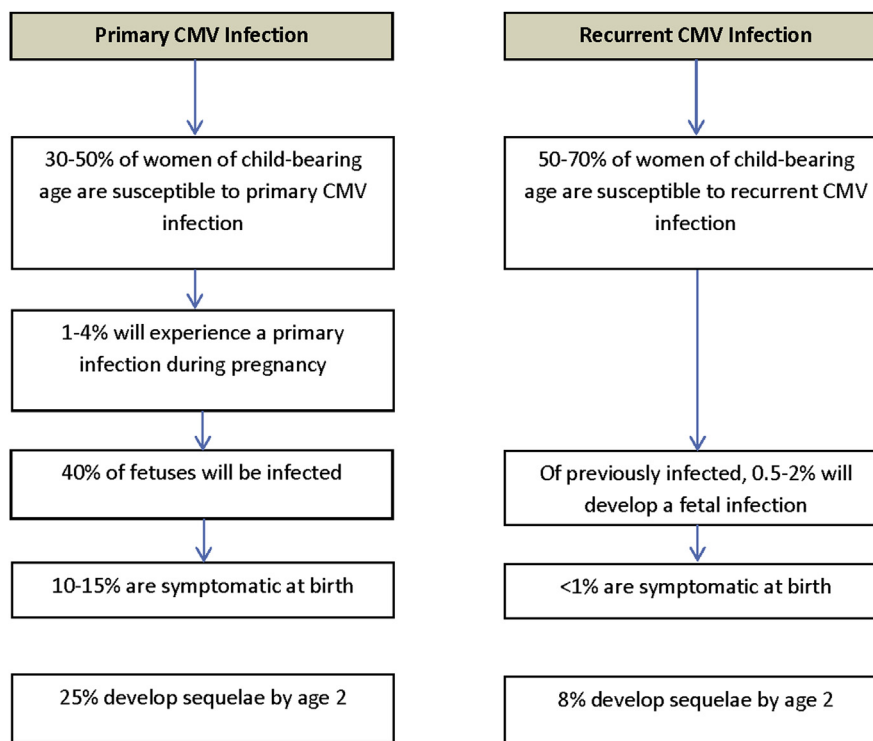 Primary CMV Infection
30-50% of women of child-bearing
age are susceptible to primary CMV
infection
1-4% will experience a primary
infection during pregnancy
40% of fetuses will be infected
10-15% are symptomatic at birth
25% develop sequelae by age 2
Recurrent CMV Infection
50-70% of women of child-bearing
age are susceptible to recurrent CMV
infection
Of previously infected, 0.5-2% will
develop a fetal infection
<1% are symptomatic at birth
8% develop sequelae by age 2